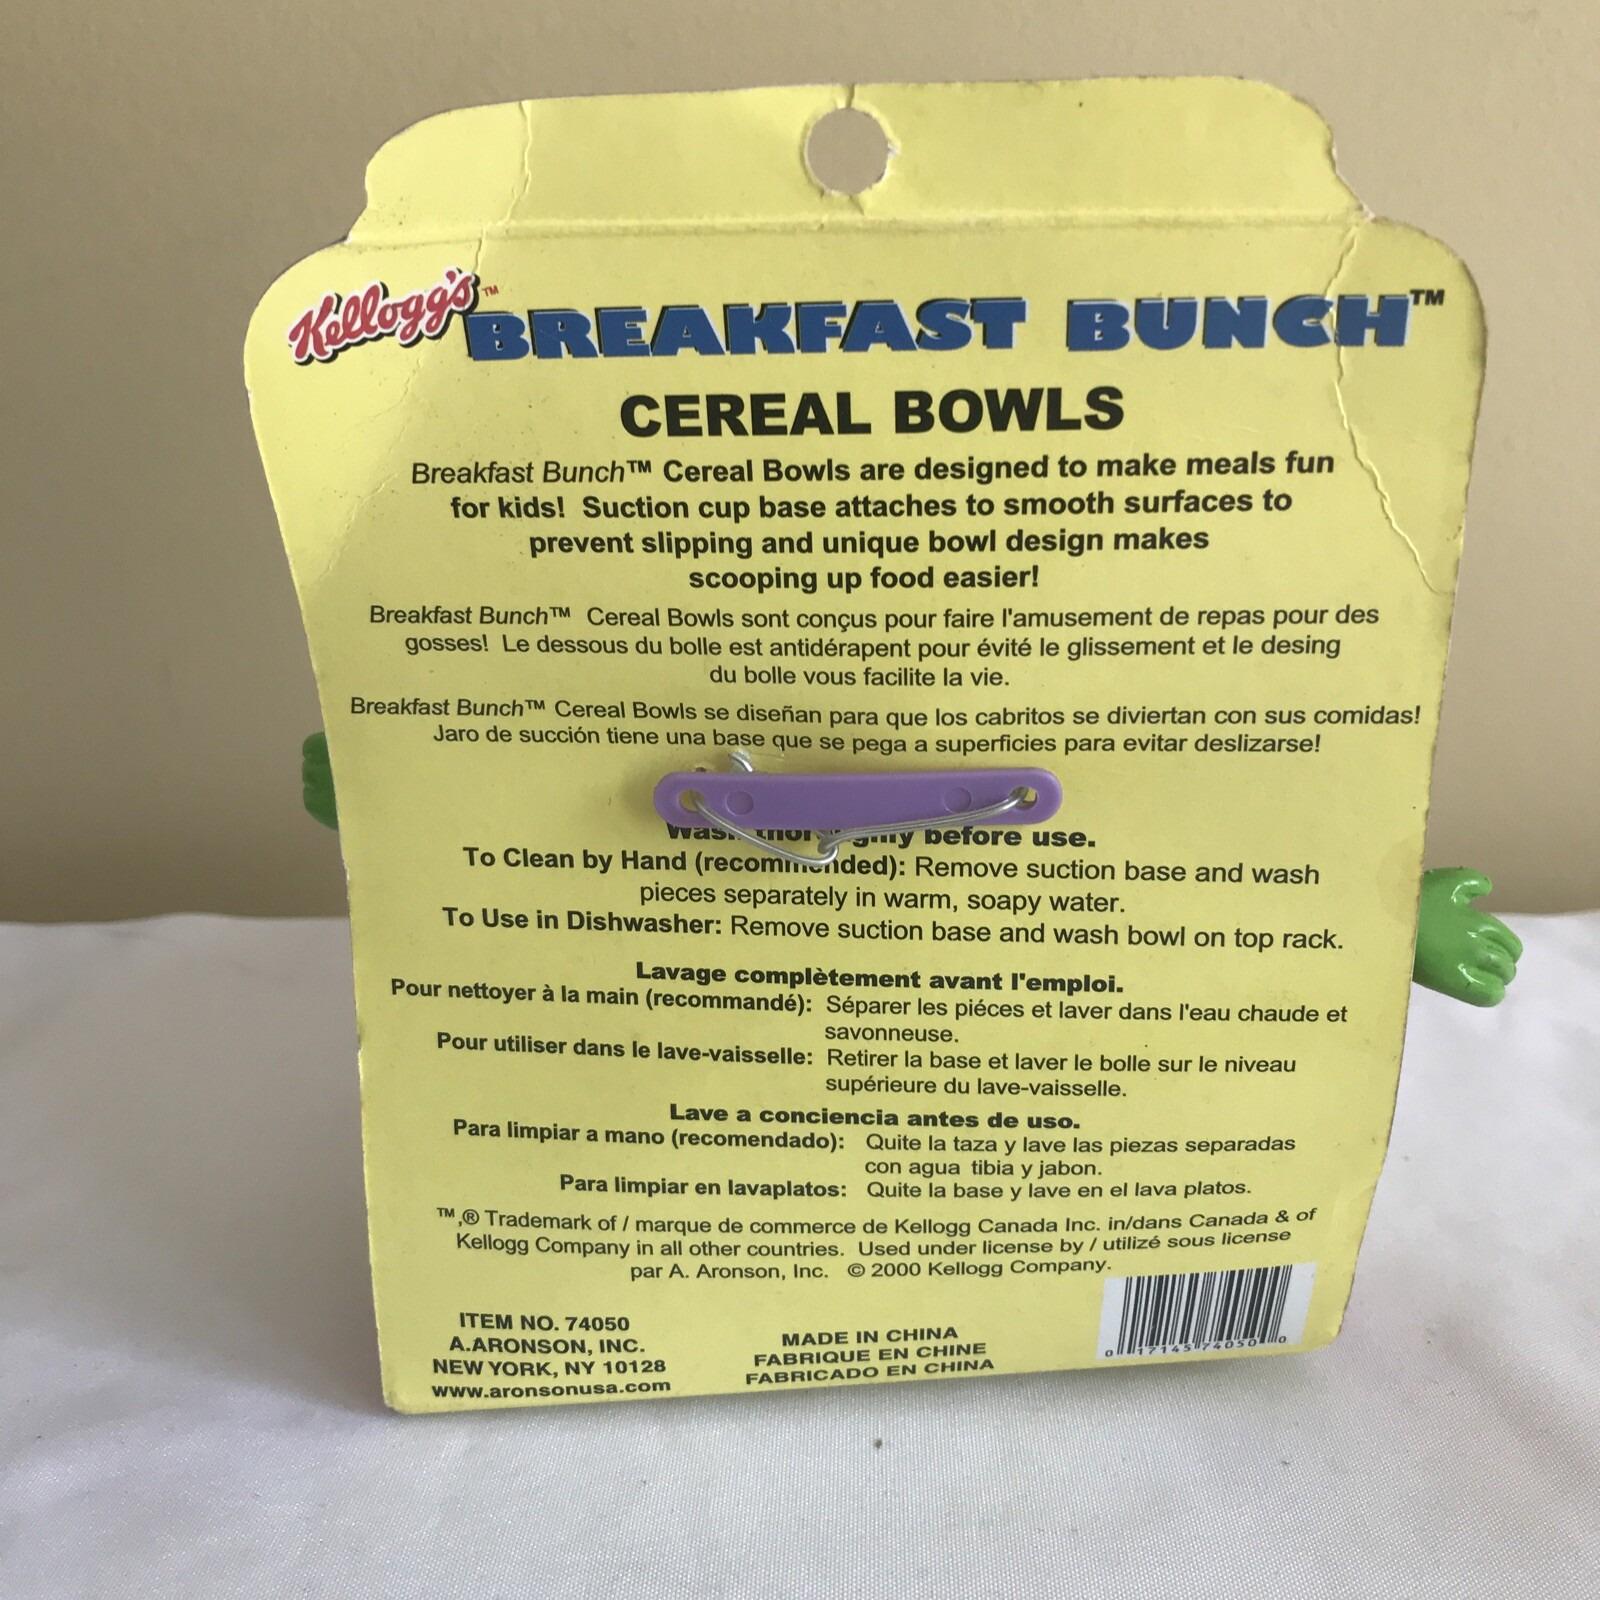 Kellogg's™ BREAKFAST BUNCH™
CEREAL BOWLS
Breakfast Bunch™ Cereal Bowls are designed to make meals fun
for kids! Suction cup base attaches to smooth surfaces to
prevent slipping and unique bowl design makes
scooping up food easier!
Breakfast Bunch™ Cereal Bowls sont conçus pour faire l'amusement de repas pour des
gosses! Le dessous du bolle est antidérapent pour évité le glissement et le desing
du bolle vous facilite la vie.
Breakfast Bunch™ Cereal Bowls se diseñan para que los cabritos se diviertan con sus comidas!
Jaro de succión tiene una base que se pega a superficies para evitar deslizarse!
Wash thoroughly before use.
To Clean by Hand (recommended): Remove suction base and wash
pieces separately in warm, soapy water.
To Use in Dishwasher: Remove suction base and wash bowl on top rack.
Lavage complètement avant l'emploi.
Pour nettoyer à la main (recommandé): Séparer les piéces et laver dans l'eau chaude et
savonneuse.
Pour utiliser dans le lave-vaisselle: Retirer la base et laver le bolle sur le niveau
supérieure du lave-vaisselle.
Lave a conciencia antes de uso.
Para limpiar a mano (recomendado): Quite la taza y lave las piezas separadas
con agua tibia y jabon.
Para limpiar en lavaplatos: Quite la base y lave en el lava platos.
™,® Trademark of / marque de commerce de Kellogg Canada Inc. in/dans Canada & of
Kellogg Company in all other countries. Used under license by / utilizé sous license
par A. Aronson, Inc. © 2000 Kellogg Company.
ITEM NO. 74050
A.ARONSON, INC.
NEW YORK, NY 10128
www.aronsonusa.com
MADE IN CHINA
FABRIQUE EN CHINE
FABRICADO EN CHINA
0 17145 74050 0